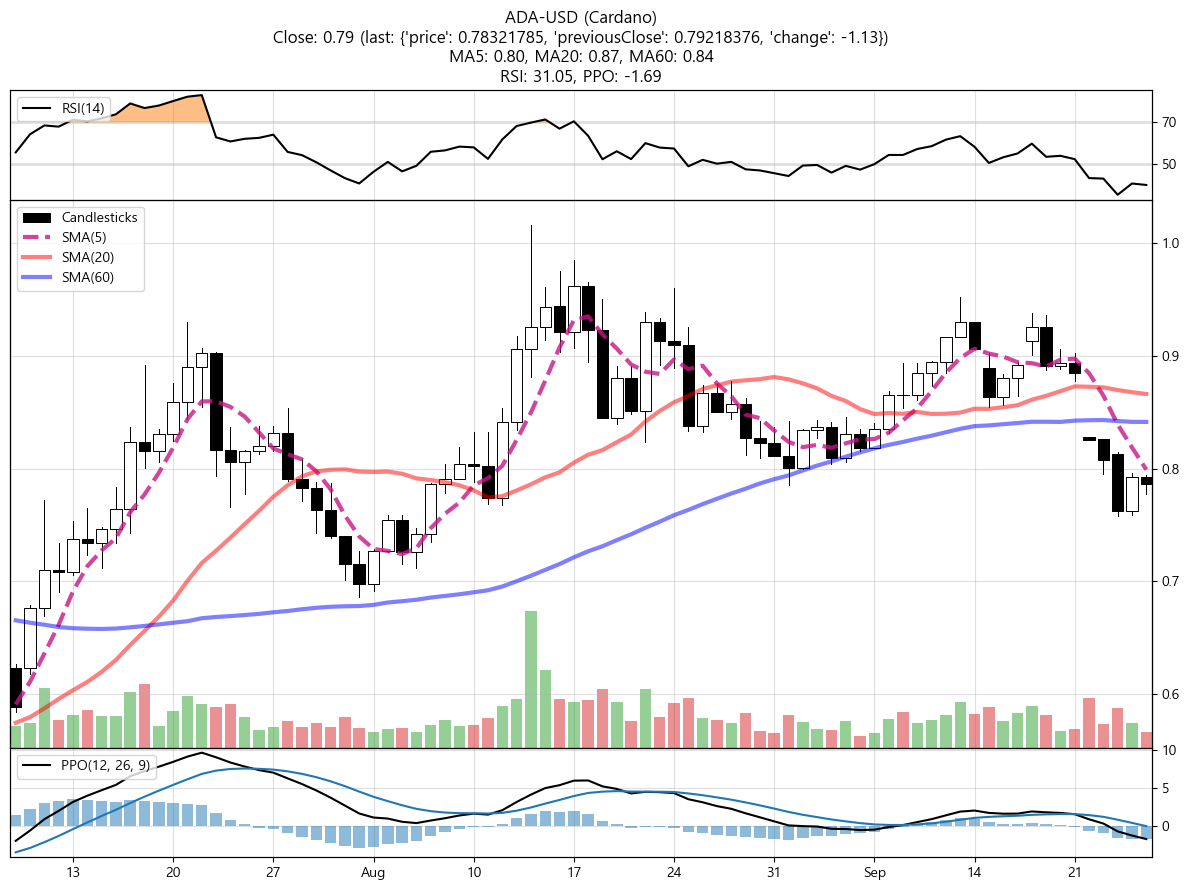 ADA-USD (Cardano)
Close: 0.79 (last: {'price': 0.78321785, 'previousClose': 0.79218376, 'change': -1.13})
MA5: 0.80, MA20: 0.87, MA60: 0.84
RSI: 31.05, PPO: -1.69
RSI(14)
70
50
Candlesticks
SMA(5)
SMA(20)
SMA(60)
1.0
0.9
0.8
0.7
0.6
PPO(12, 26, 9)
10
5
0
13 20 27 Aug 10 17 24 31 Sep 14 21